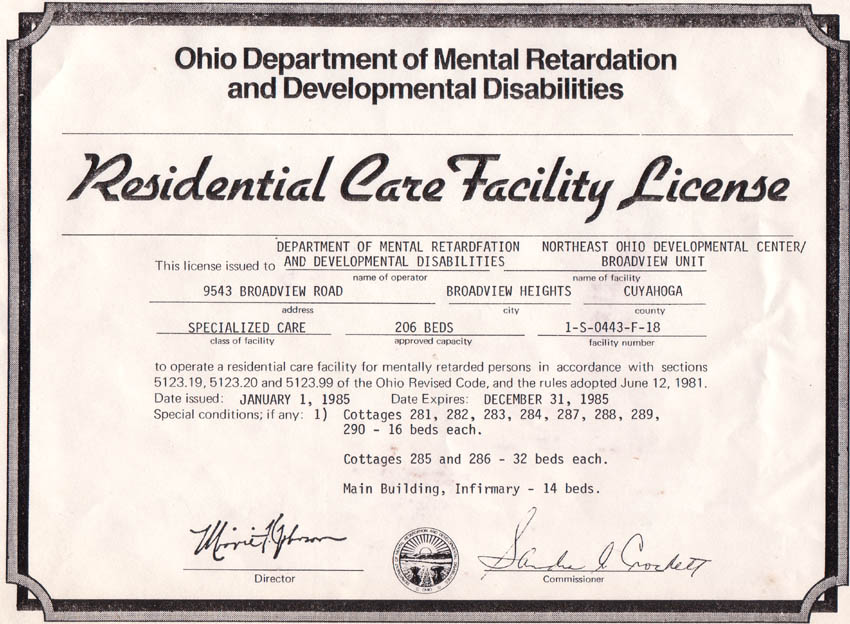 Ohio Department of Mental Retardation
and Developmental Disabilities
Residential Care Facility License
DEPARTMENT OF MENTAL RETARDFATION NORTHEAST OHIO DEVELOPMENTAL CENTER/
This license issued to AND DEVELOPMENTAL DISABILITIES BROADVIEW UNIT
name of operator name of facility
9543 BROADVIEW ROAD BROADVIEW HEIGHTS CUYAHOGA
address city county
SPECIALIZED CARE 206 BEDS 1-S-0443-F-18
class of facility approved capacity facility number
to operate a residential care facility for mentally retarded persons in accordance with sections
5123.19, 5123.20 and 5123.99 of the Ohio Revised Code, and the rules adopted June 12, 1981.
Date issued: JANUARY 1, 1985 Date Expires: DECEMBER 31, 1985
Special conditions; if any: 1) Cottages 281, 282, 283, 284, 287, 288, 289,
290 - 16 beds each.
Cottages 285 and 286 - 32 beds each.
Main Building, Infirmary - 14 beds.
Director Commissioner